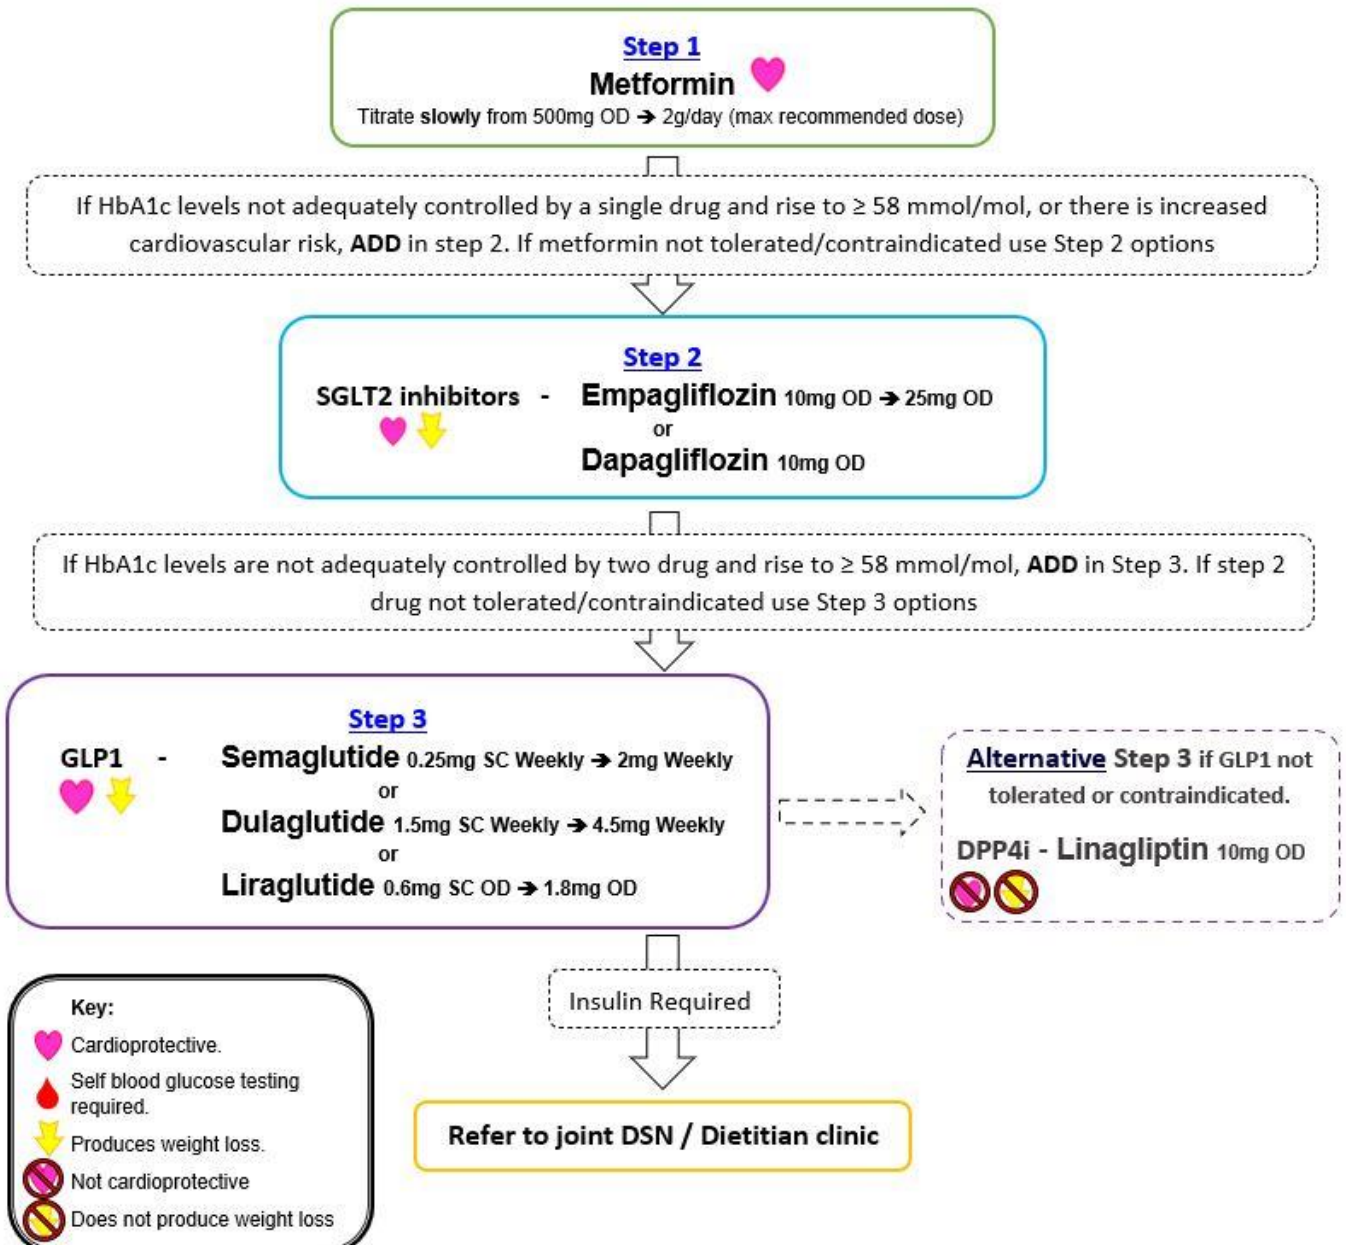 Step 1
Metformin
Titrate slowly from 500mg OD ➔ 2g/day (max recommended dose)
If HbA1c levels not adequately controlled by a single drug and rise to ≥ 58 mmol/mol, or there is increased
cardiovascular risk, ADD in step 2. If metformin not tolerated/contraindicated use Step 2 options
Step 2
SGLT2 inhibitors - Empagliflozin 10mg OD ➔ 25mg OD
or
Dapagliflozin 10mg OD
If HbA1c levels are not adequately controlled by two drug and rise to ≥ 58 mmol/mol, ADD in Step 3. If step 2
drug not tolerated/contraindicated use Step 3 options
Step 3
GLP1 - Semaglutide 0.25mg SC Weekly ➔ 2mg Weekly
or
Dulaglutide 1.5mg SC Weekly ➔ 4.5mg Weekly
or
Liraglutide 0.6mg SC OD ➔ 1.8mg OD
Alternative Step 3 if GLP1 not
tolerated or contraindicated.
DPP4i - Linagliptin 10mg OD
Insulin Required
Refer to joint DSN / Dietitian clinic
Key:
Cardioprotective.
Self blood glucose testing
required.
Produces weight loss.
Not cardioprotective
Does not produce weight loss